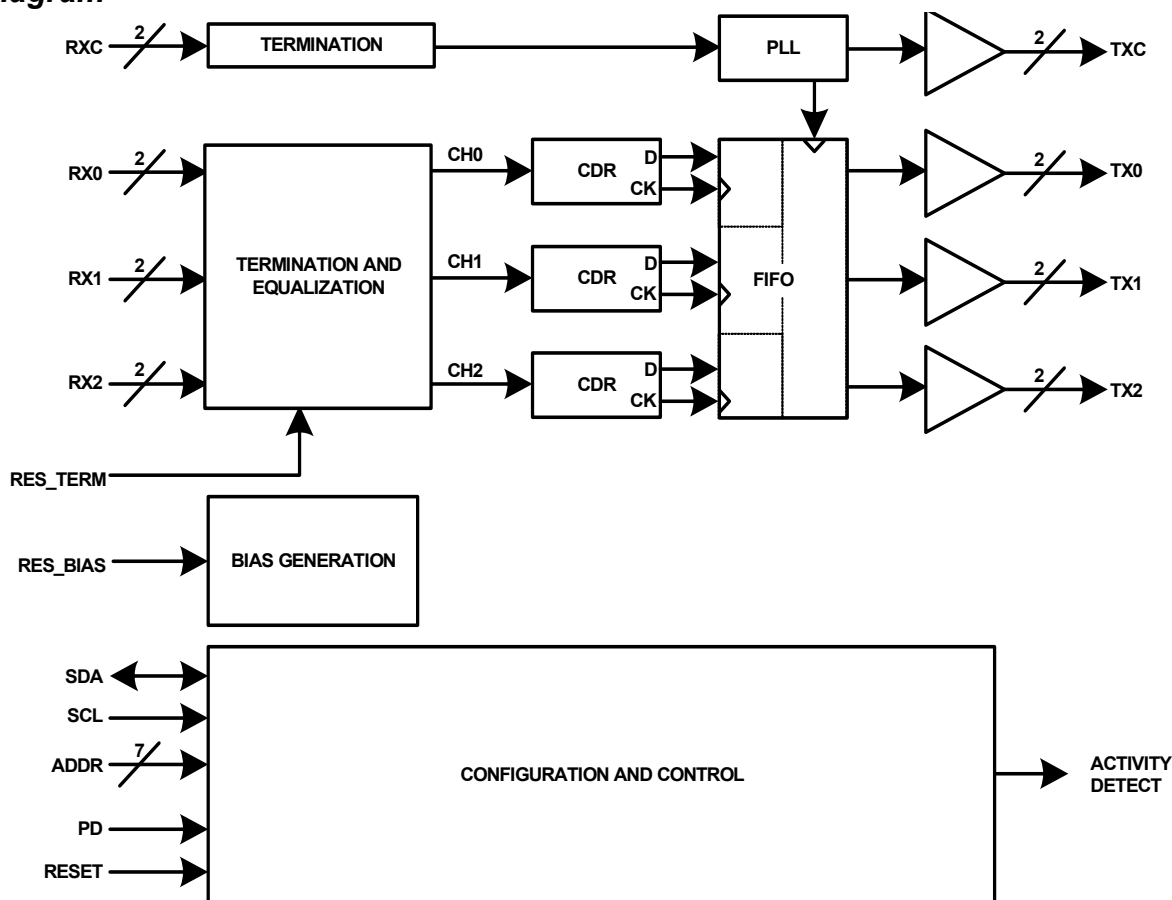 RXC 2 TERMINATION PLL 2 TXC
RX0 2 CH0 CDR D CK 2 TX0
RX1 2 TERMINATION AND EQUALIZATION CH1 CDR D CK FIFO 2 TX1
RX2 2 CH2 CDR D CK 2 TX2
RES_TERM
RES_BIAS BIAS GENERATION
SDA
SCL
ADDR 7 CONFIGURATION AND CONTROL ACTIVITY
DETECT
PD
RESET